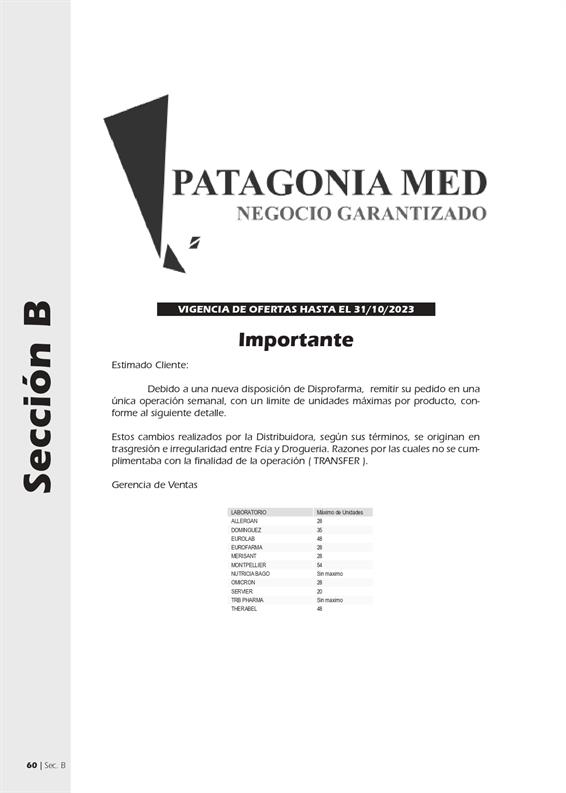 PATAGONIA MED
NEGOCIO GARANTIZADO
VIGENCIA DE OFERTAS HASTA EL 31/10/2023
Importante
Estimado Cliente:
Debido a una nueva disposición de Disprofarma, remitir su pedido en una
única operación semanal, con un limite de unidades máximas por producto, con-
forme al siguiente detalle.
Estos cambios realizados por la Distribuidora, según sus términos, se originan en
trasgresión e irregularidad entre Fcia y Drogueria. Razones por las cuales no se cum-
plimentaba con la finalidad de la operación ( TRANSFER ).
Gerencia de Ventas
LABORATORIO Máximo de Unidades
ALLERGAN 28
DOMINGUEZ 35
EUROLAB 48
EUROFARMA 28
MERISANT 28
MONTPELLIER 54
NUTRICIA BAGO Sin maximo
OMICRON 28
SERVIER 20
TRB PHARMA Sin maximo
THERABEL 48
Sección B
60 | Sec. B